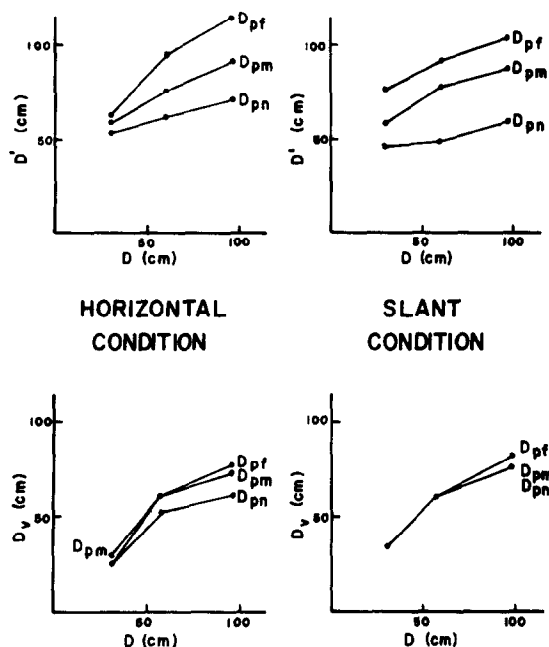 100
50
D' (cm)
Dpf
Dpm
Dpn
50
100
D (cm)
100
50
D' (cm)
Dpf
Dpm
Dpn
50
100
D (cm)
HORIZONTAL
CONDITION
SLANT
CONDITION
100
50
Dv (cm)
Dpm
Dpf
Dpm
Dpn
50
100
D (cm)
100
50
Dv (cm)
Dpf
Dpm
Dpn
50
100
D (cm)